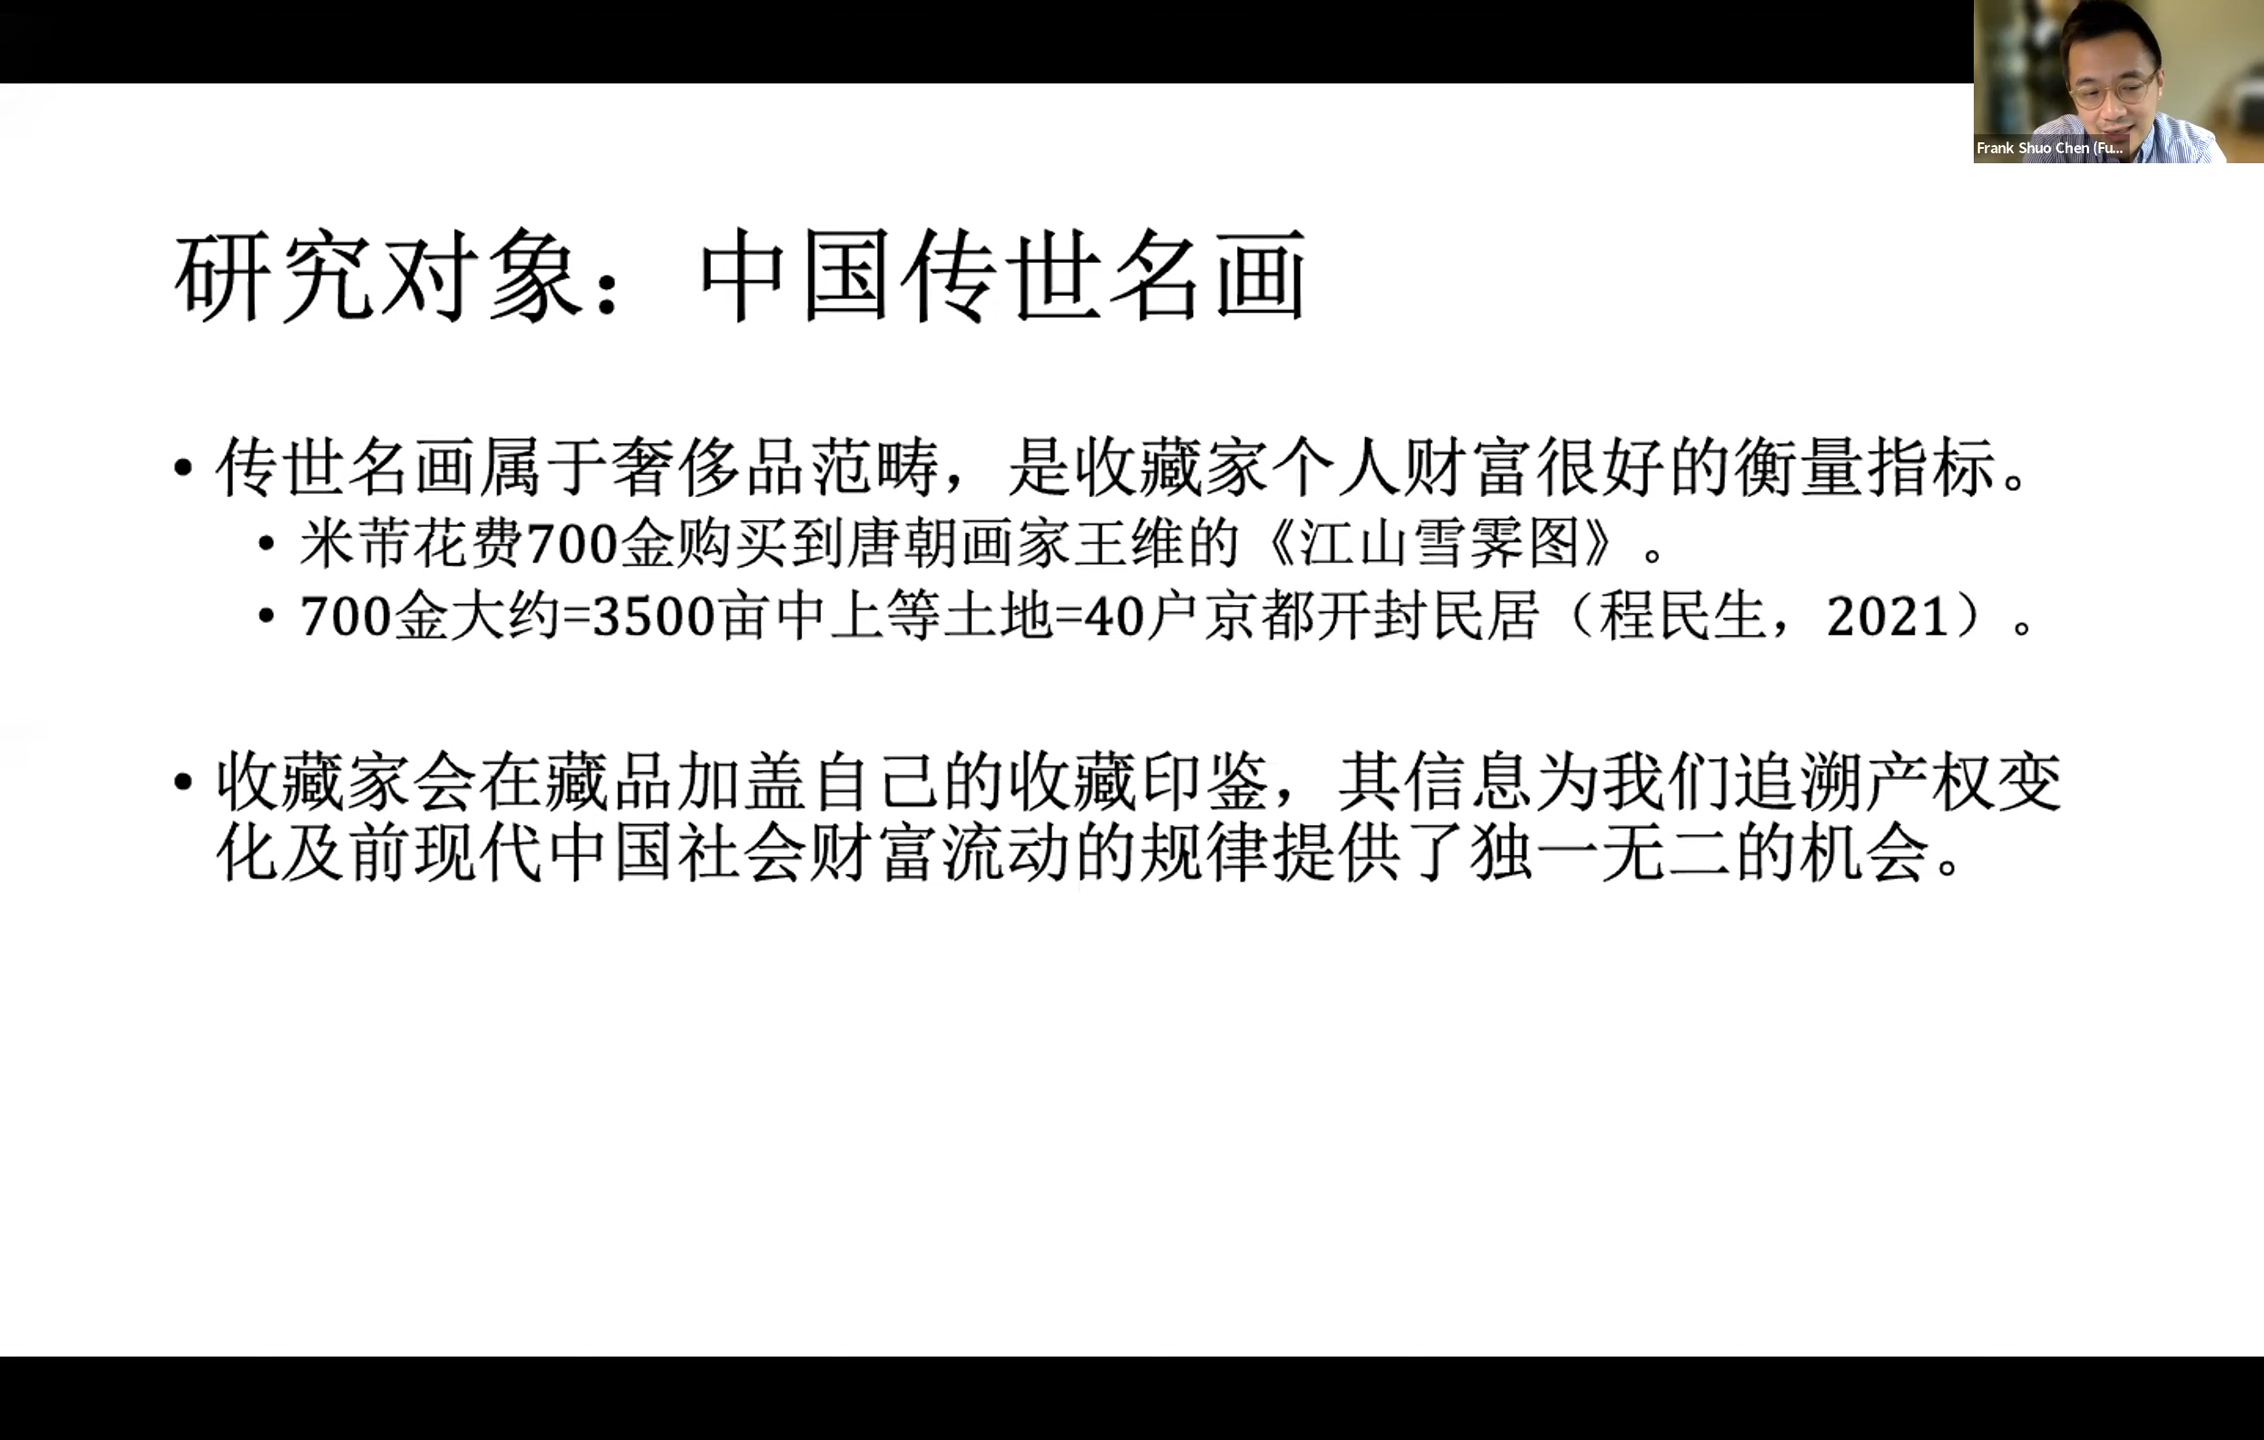 Frank Shuo Chen (Fu...
研究对象：中国传世名画
• 传世名画属于奢侈品范畴，是收藏家个人财富很好的衡量指标。
• 米芾花费700金购买到唐朝画家王维的《江山雪霁图》。
• 700金大约=3500亩中上等土地=40户京都开封民居（程民生，2021）。
• 收藏家会在藏品加盖自己的收藏印鉴，其信息为我们追溯产权变
化及前现代中国社会财富流动的规律提供了独一无二的机会。